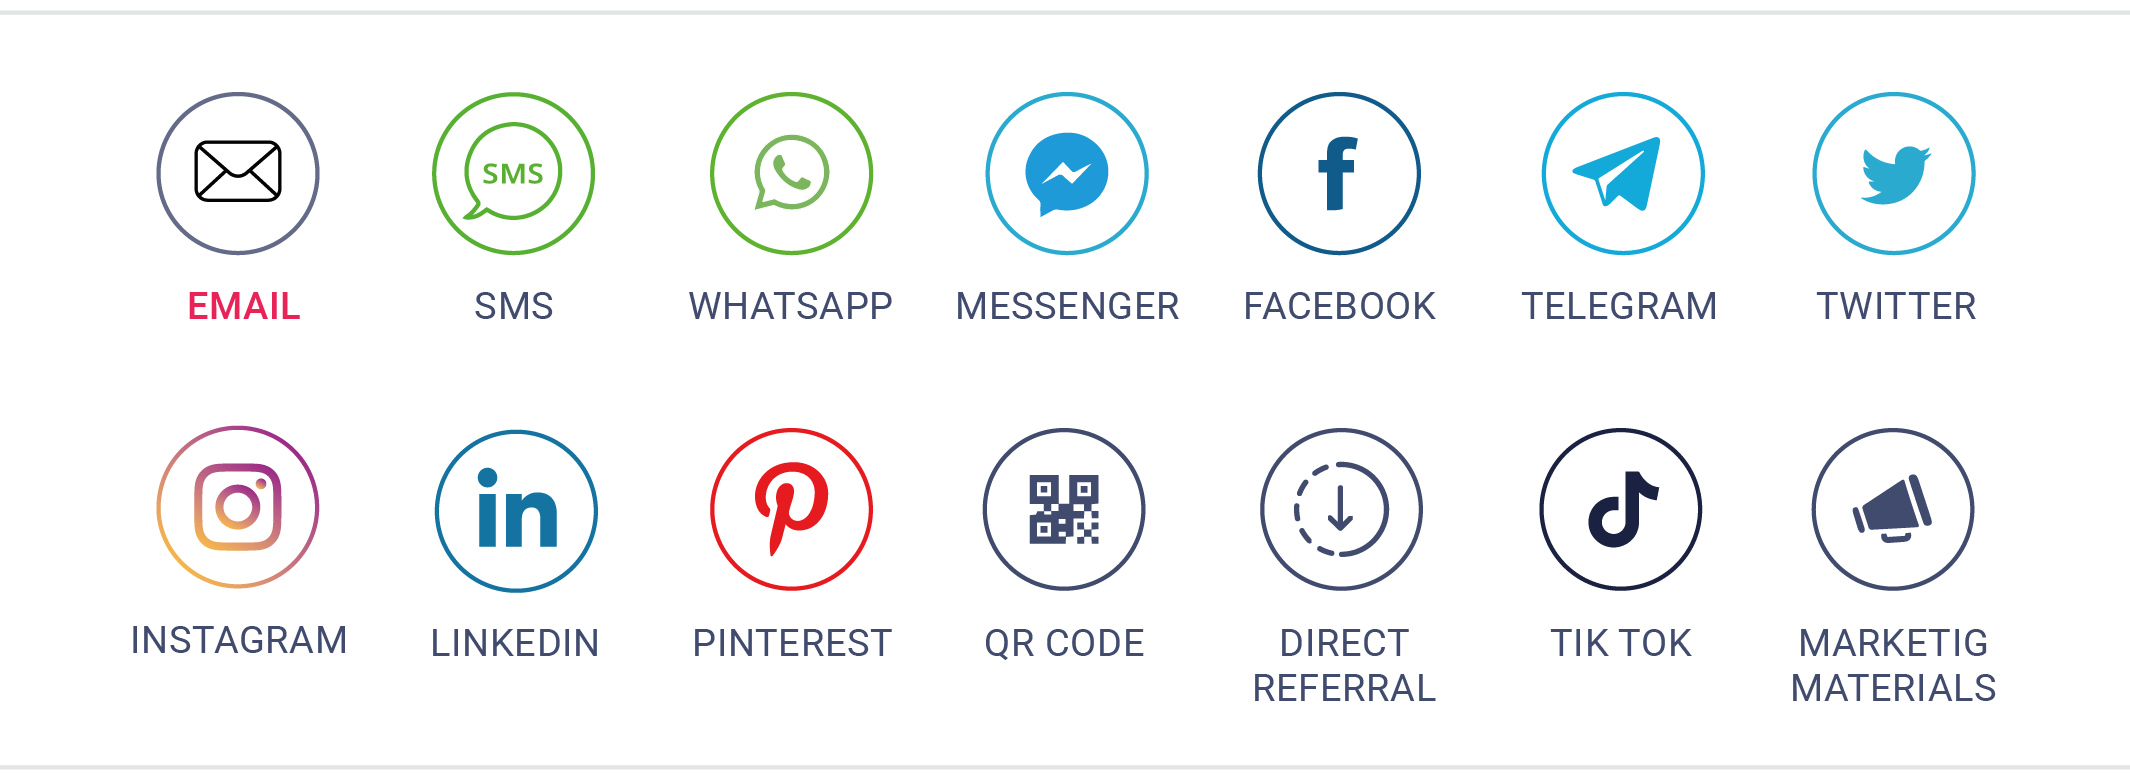 SMS
EMAIL
SMS
WHATSAPP
MESSENGER
FACEBOOK
TELEGRAM
TWITTER
in
INSTAGRAM
LINKEDIN
PINTEREST
QR CODE
DIRECT
REFERRAL
TIK TOK
MARKETIG
MATERIALS